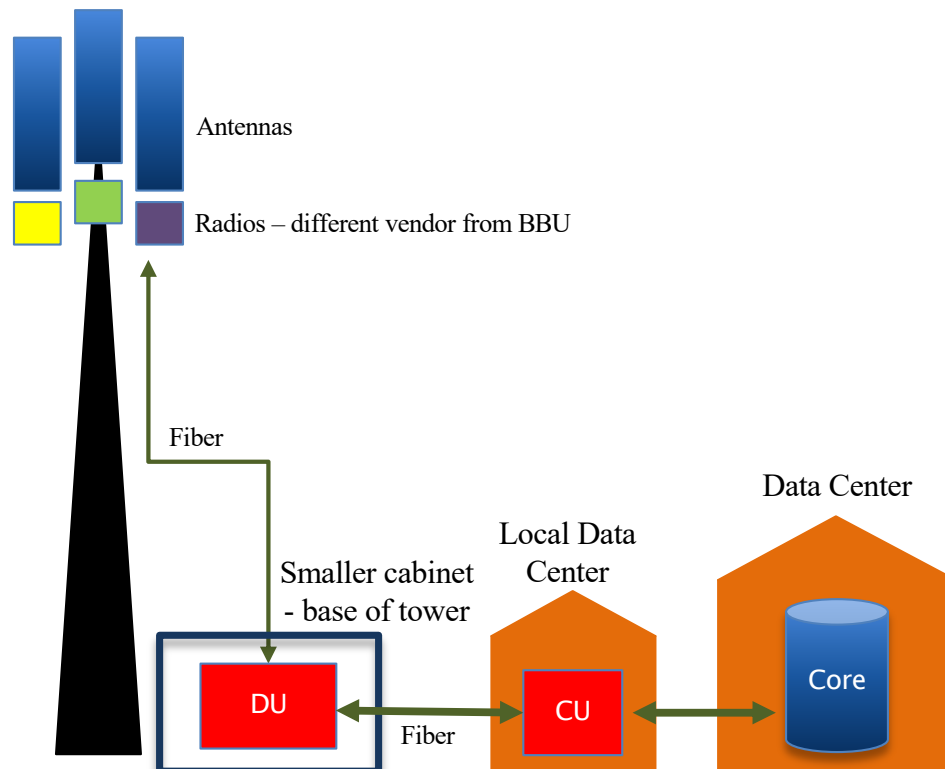 Antennas
Radios – different vendor from BBU
Fiber
Data Center
Local Data
Center
Smaller cabinet
- base of tower
DU
Fiber
CU
Core